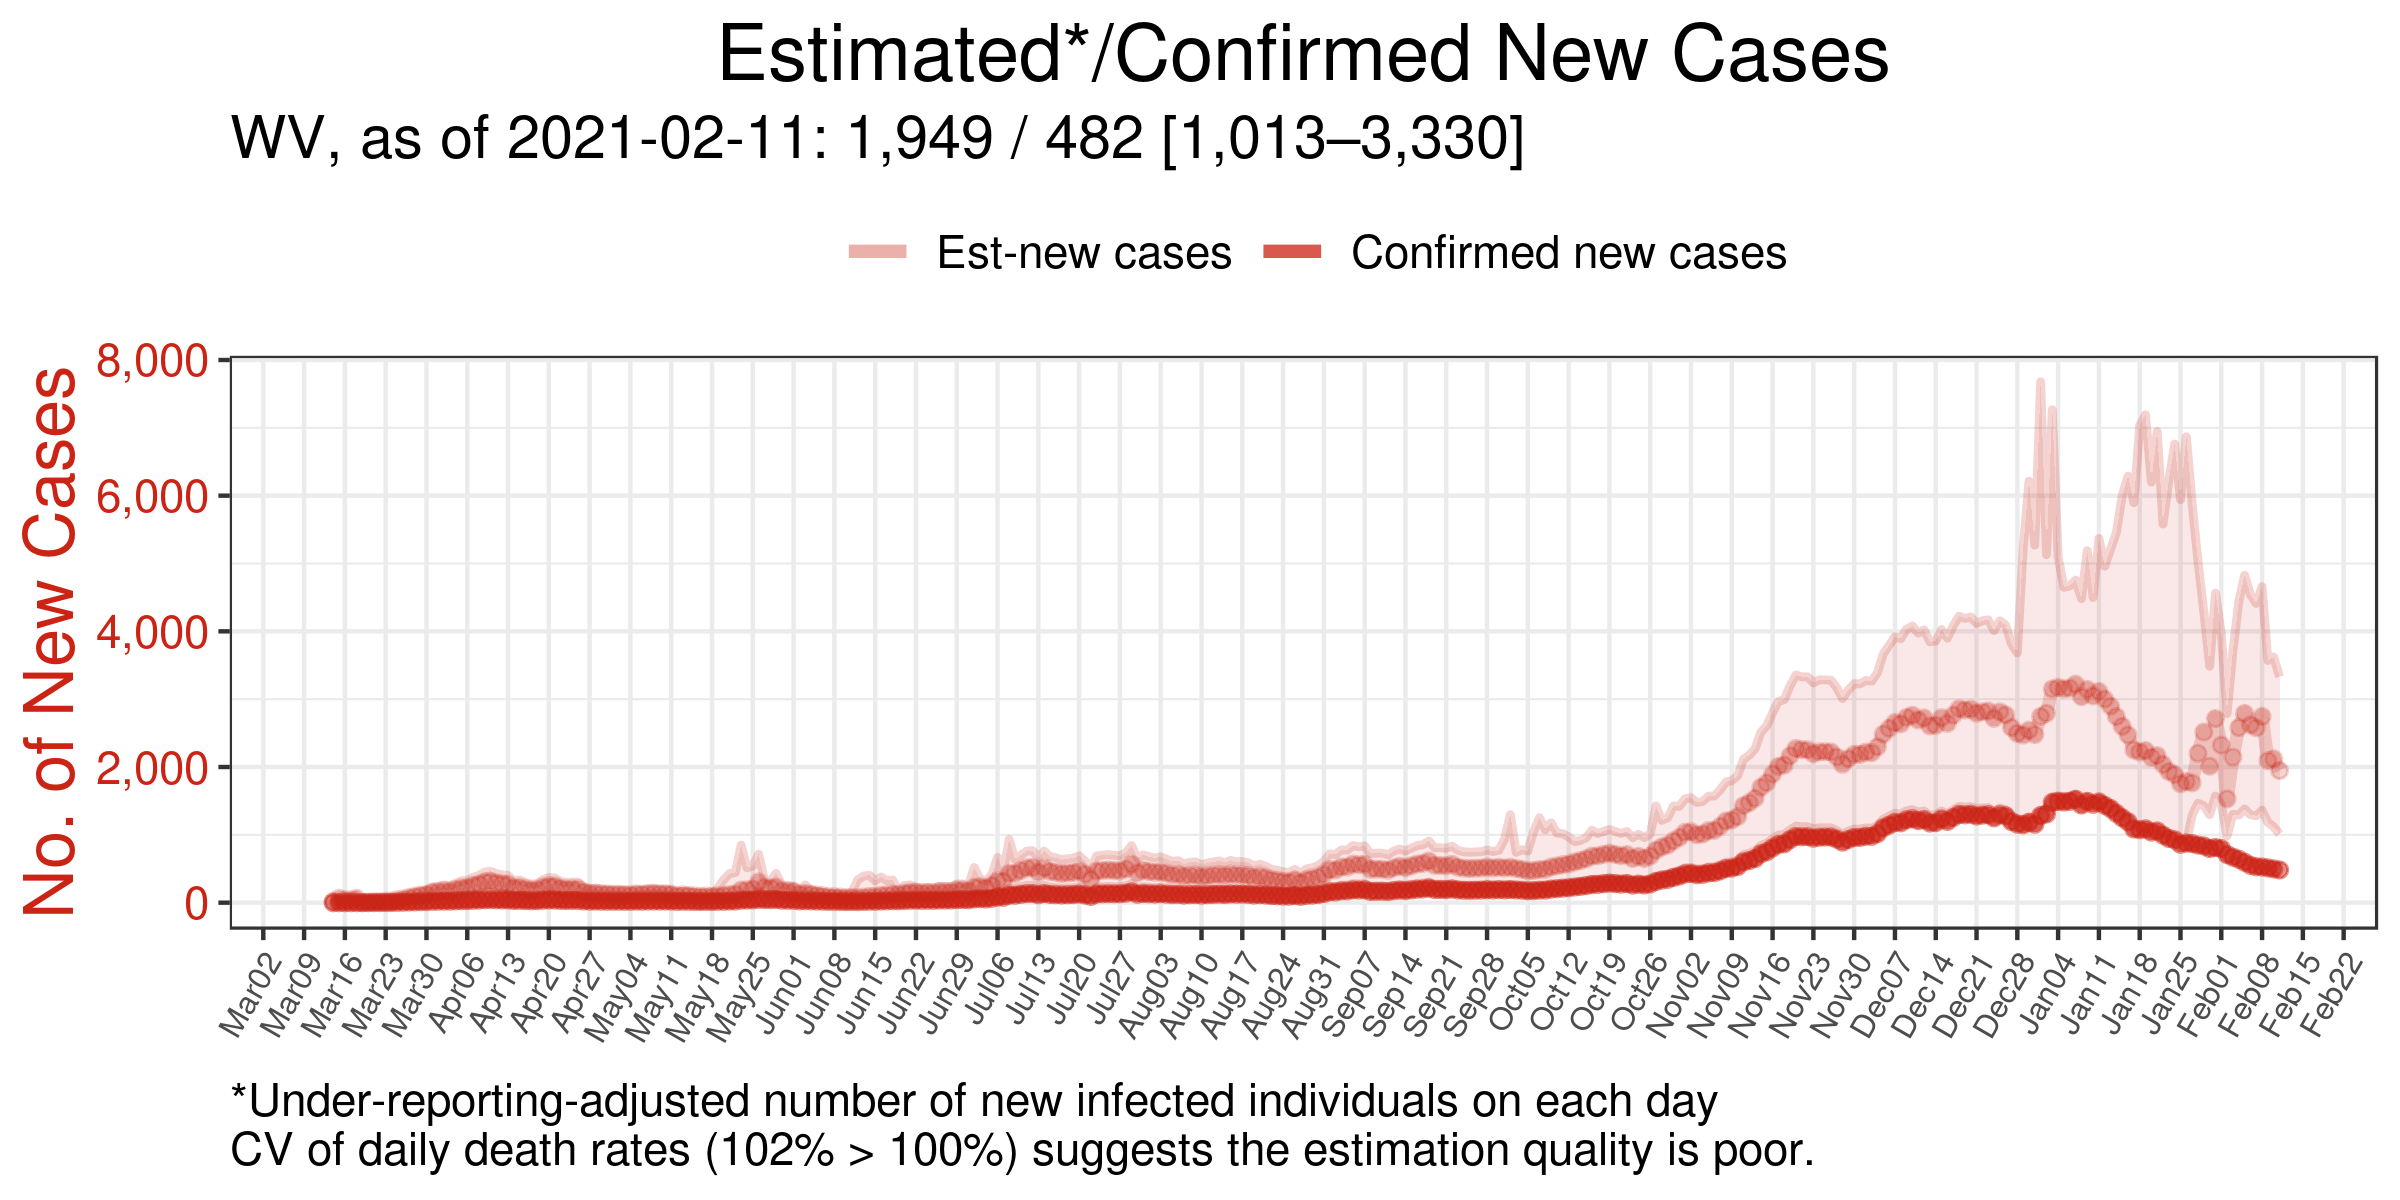 Estimated*/Confirmed New Cases
WV, as of 2021-02-11: 1,949 / 482 [1,013–3,330]
Est-new cases Confirmed new cases
No. of New Cases
8,000
6,000
4,000
2,000
0
Mar02 Mar09 Mar16 Mar23 Mar30 Apr06 Apr13 Apr20 Apr27 May04 May11 May18 May25 Jun01 Jun08 Jun15 Jun22 Jun29 Jul06 Jul13 Jul20 Jul27 Aug03 Aug10 Aug17 Aug24 Aug31 Sep07 Sep14 Sep21 Sep28 Oct05 Oct12 Oct19 Oct26 Nov02 Nov09 Nov16 Nov23 Nov30 Dec07 Dec14 Dec21 Dec28 Jan04 Jan11 Jan18 Jan25 Feb01 Feb08 Feb15 Feb22
*Under-reporting-adjusted number of new infected individuals on each day
CV of daily death rates (102% > 100%) suggests the estimation quality is poor.